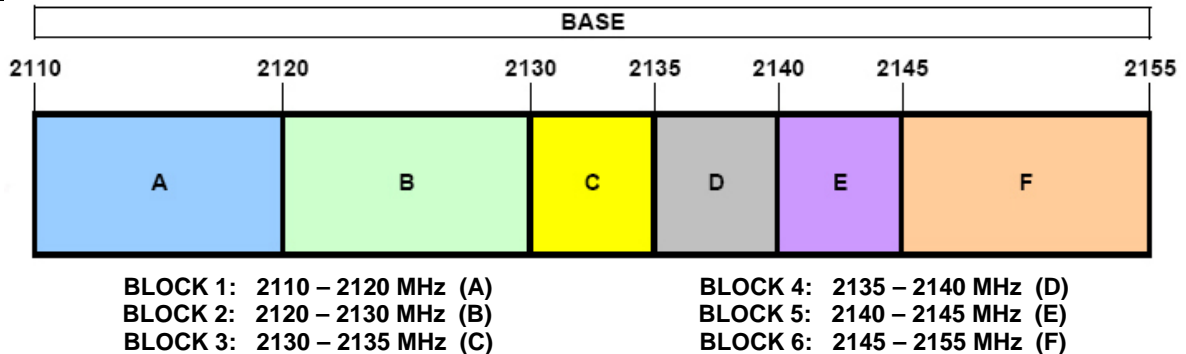 BASE
2110 2120 2130 2135 2140 2145 2155
A B C D E F
BLOCK 1: 2110 – 2120 MHz (A)
BLOCK 2: 2120 – 2130 MHz (B)
BLOCK 3: 2130 – 2135 MHz (C)
BLOCK 4: 2135 – 2140 MHz (D)
BLOCK 5: 2140 – 2145 MHz (E)
BLOCK 6: 2145 – 2155 MHz (F)